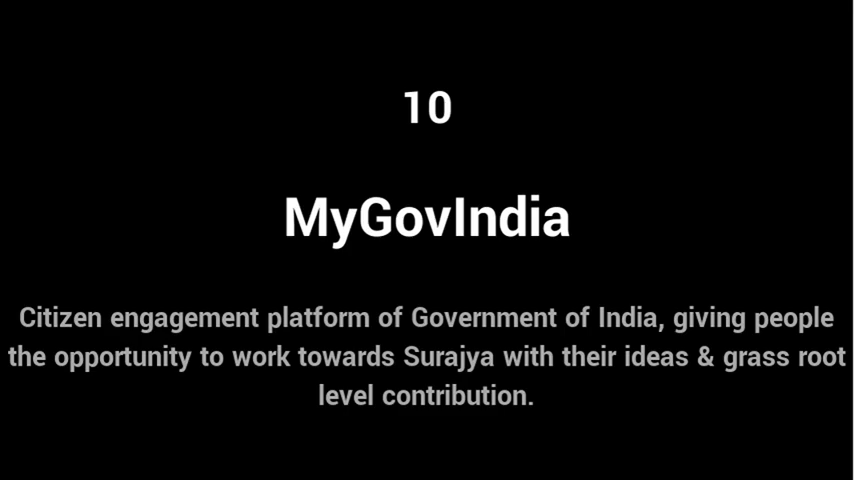 10
MyGovIndia
Citizen engagement platform of Government of India, giving people
the opportunity to work towards Surajya with their ideas & grass root
level contribution.